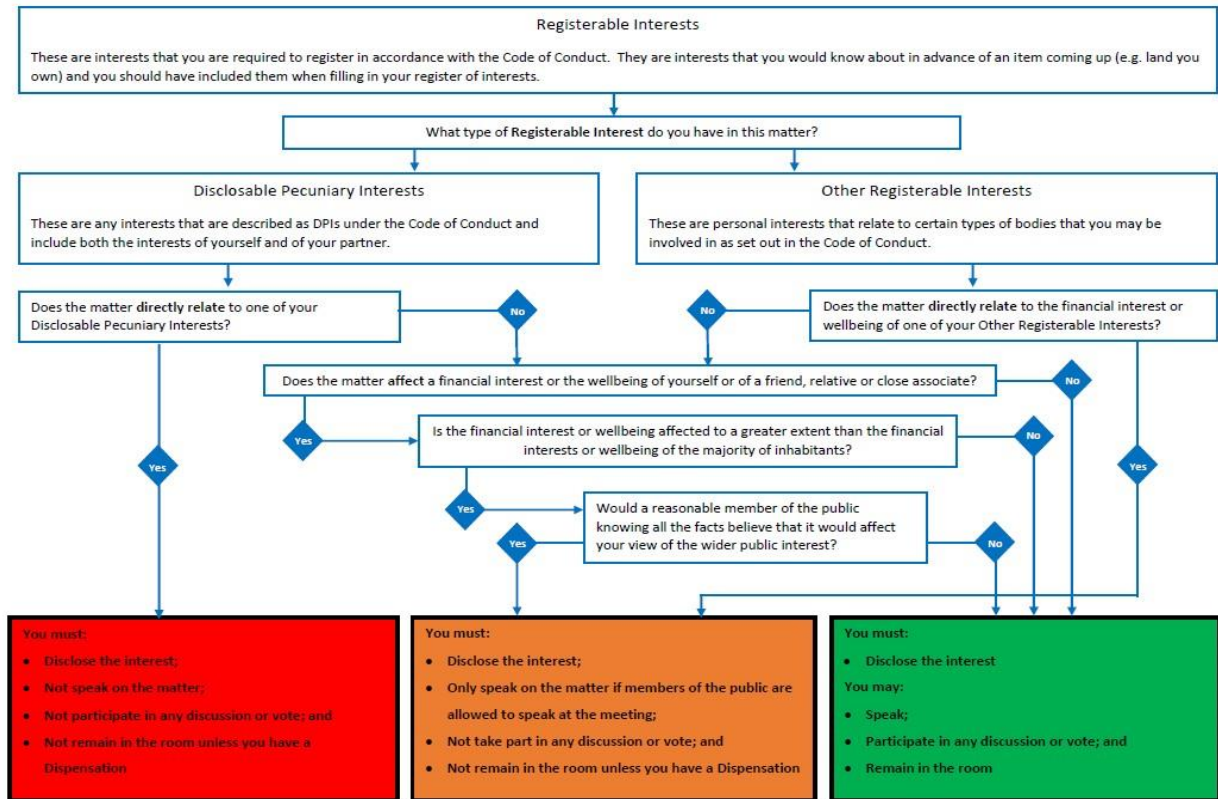 Registerable Interests
These are interests that you are required to register in accordance with the Code of Conduct. They are interests that you would know about in advance of an item coming up (e.g. land you
own) and you should have included them when filling in your register of interests.
What type of Registerable Interest do you have in this matter?
Disclosable Pecuniary Interests
These are any interests that are described as DPIs under the Code of Conduct and
include both the interests of yourself and of your partner.
Other Registerable Interests
These are personal interests that relate to certain types of bodies that you may be
involved in as set out in the Code of Conduct.
Does the matter directly relate to one of your
Disclosable Pecuniary Interests?
No
No
Does the matter directly relate to the financial interest or
wellbeing of one of your Other Registerable Interests?
Does the matter affect a financial interest or the wellbeing of yourself or of a friend, relative or close associate?
No
Yes
Is the financial interest or wellbeing affected to a greater extent than the financial
interests or wellbeing of the majority of inhabitants?
No
Yes
Yes
Yes
Would a reasonable member of the public
knowing all the facts believe that it would affect
your view of the wider public interest?
Yes
No
You must:
• Disclose the interest;
• Not speak on the matter;
• Not participate in any discussion or vote; and
• Not remain in the room unless you have a
Dispensation
You must:
• Disclose the interest;
• Only speak on the matter if members of the public are
allowed to speak at the meeting;
• Not take part in any discussion or vote; and
• Not remain in the room unless you have a Dispensation
You must:
• Disclose the interest
You may:
• Speak;
• Participate in any discussion or vote; and
• Remain in the room